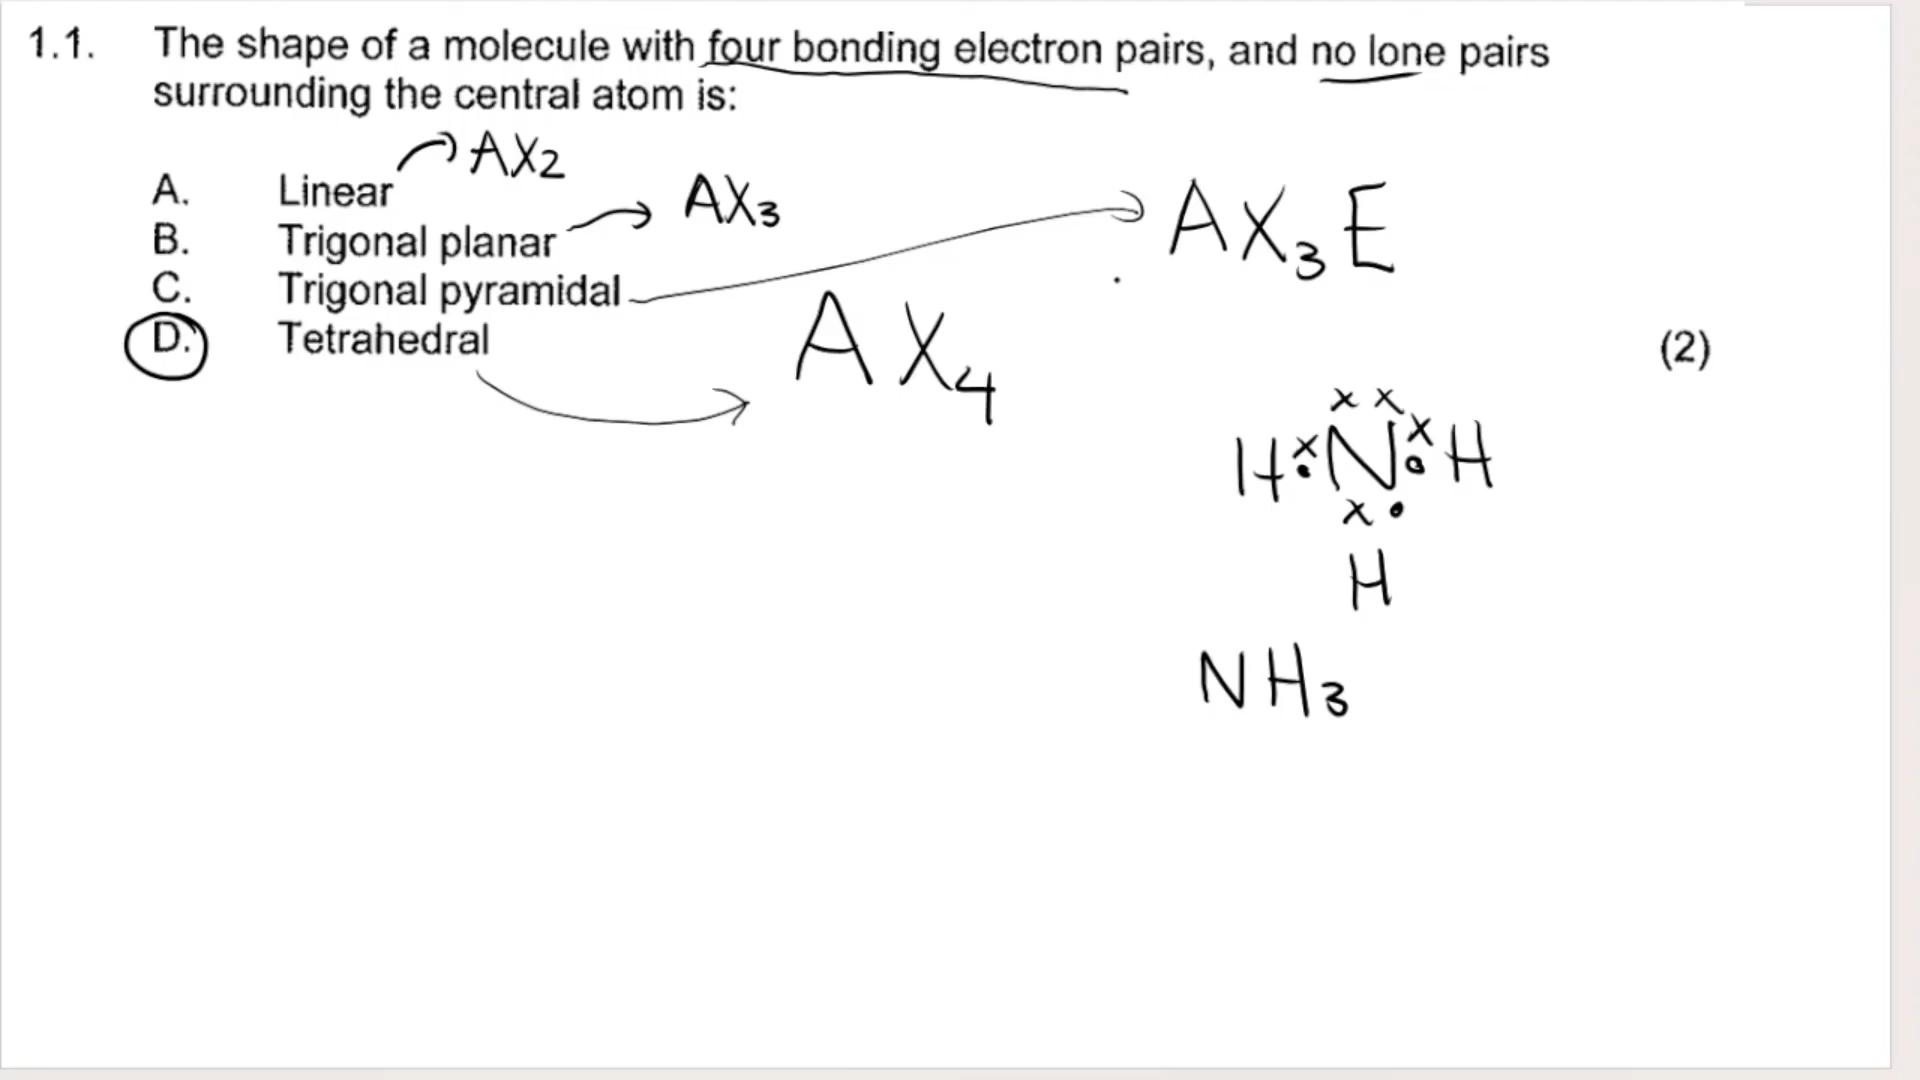 1.1. The shape of a molecule with four bonding electron pairs, and no lone pairs
surrounding the central atom is:
AX2
A. Linear
AX3
B. Trigonal planar
AX3E
C. Trigonal pyramidal
D. Tetrahedral
AX4
(2)
x x
H x• N x• H
x •
H
NH3